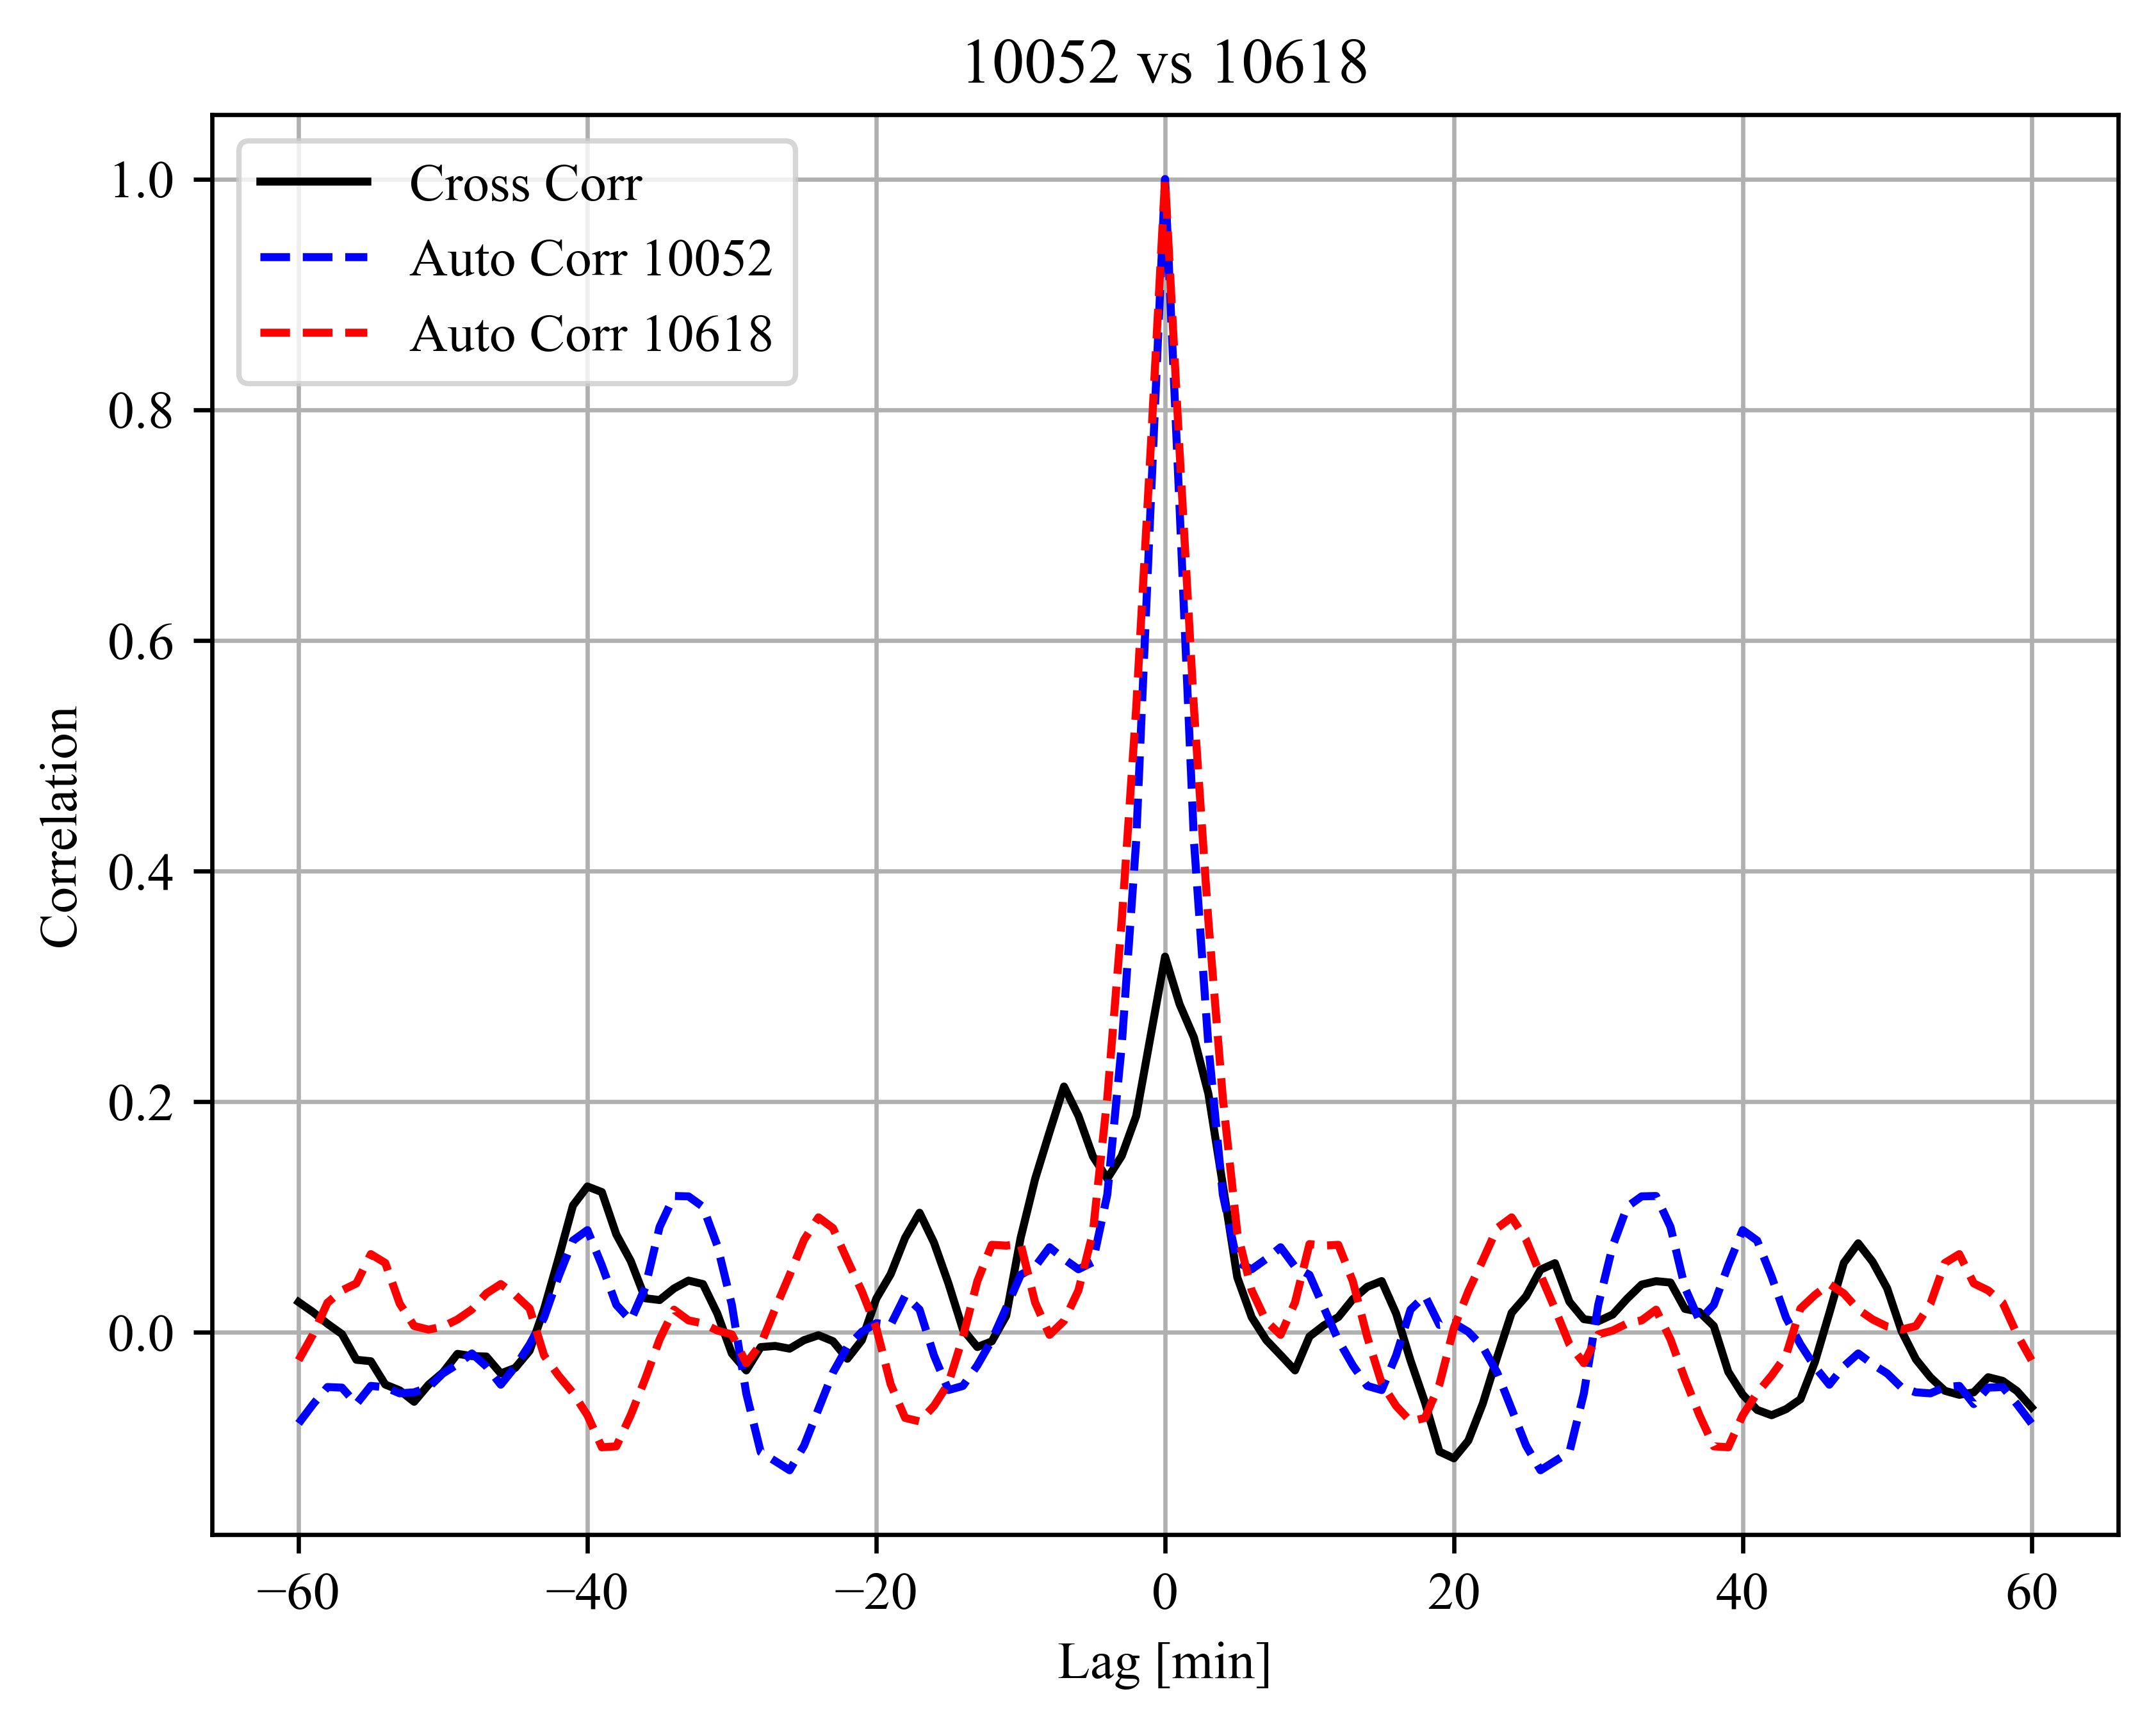 10052 vs 10618
Cross Corr
Auto Corr 10052
Auto Corr 10618
1.0
0.8
0.6
0.4
0.2
0.0
Correlation
−60 −40 −20 0 20 40 60
Lag [min]